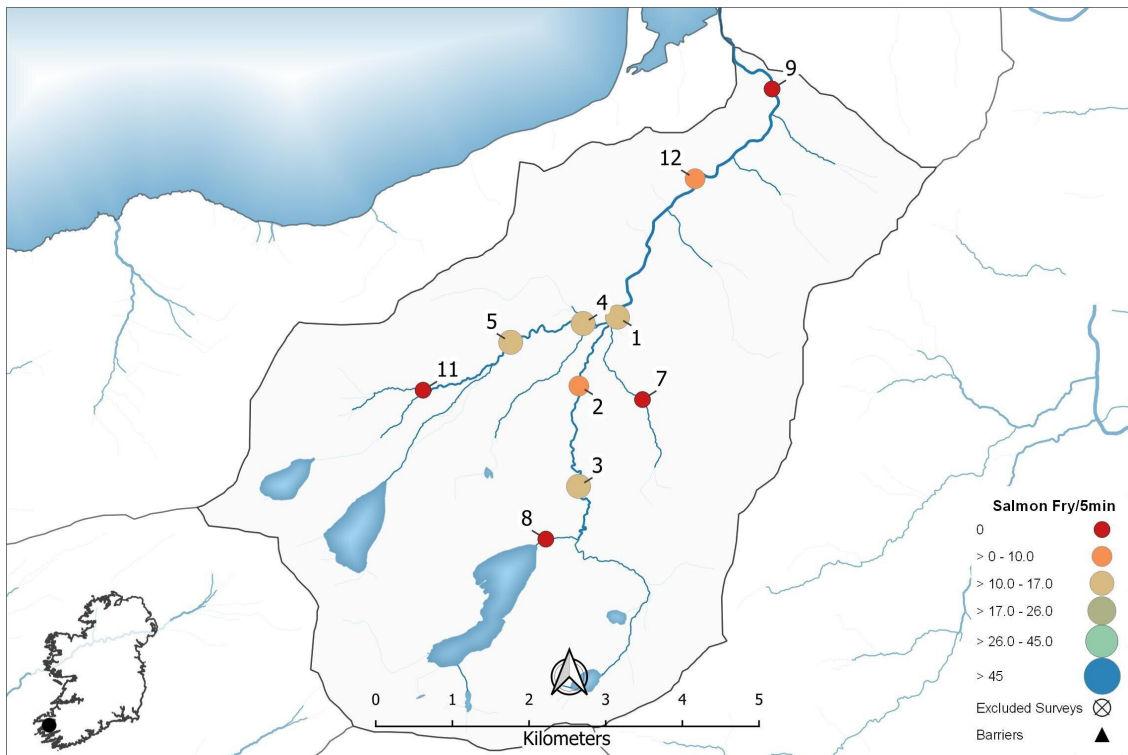 9
12
4
5
1
11
7
2
3
8
Salmon Fry/5min
0
> 0 - 10.0
> 10.0 - 17.0
> 17.0 - 26.0
> 26.0 - 45.0
> 45
Excluded Surveys
Barriers
0 1 2 3 4 5
Kilometers